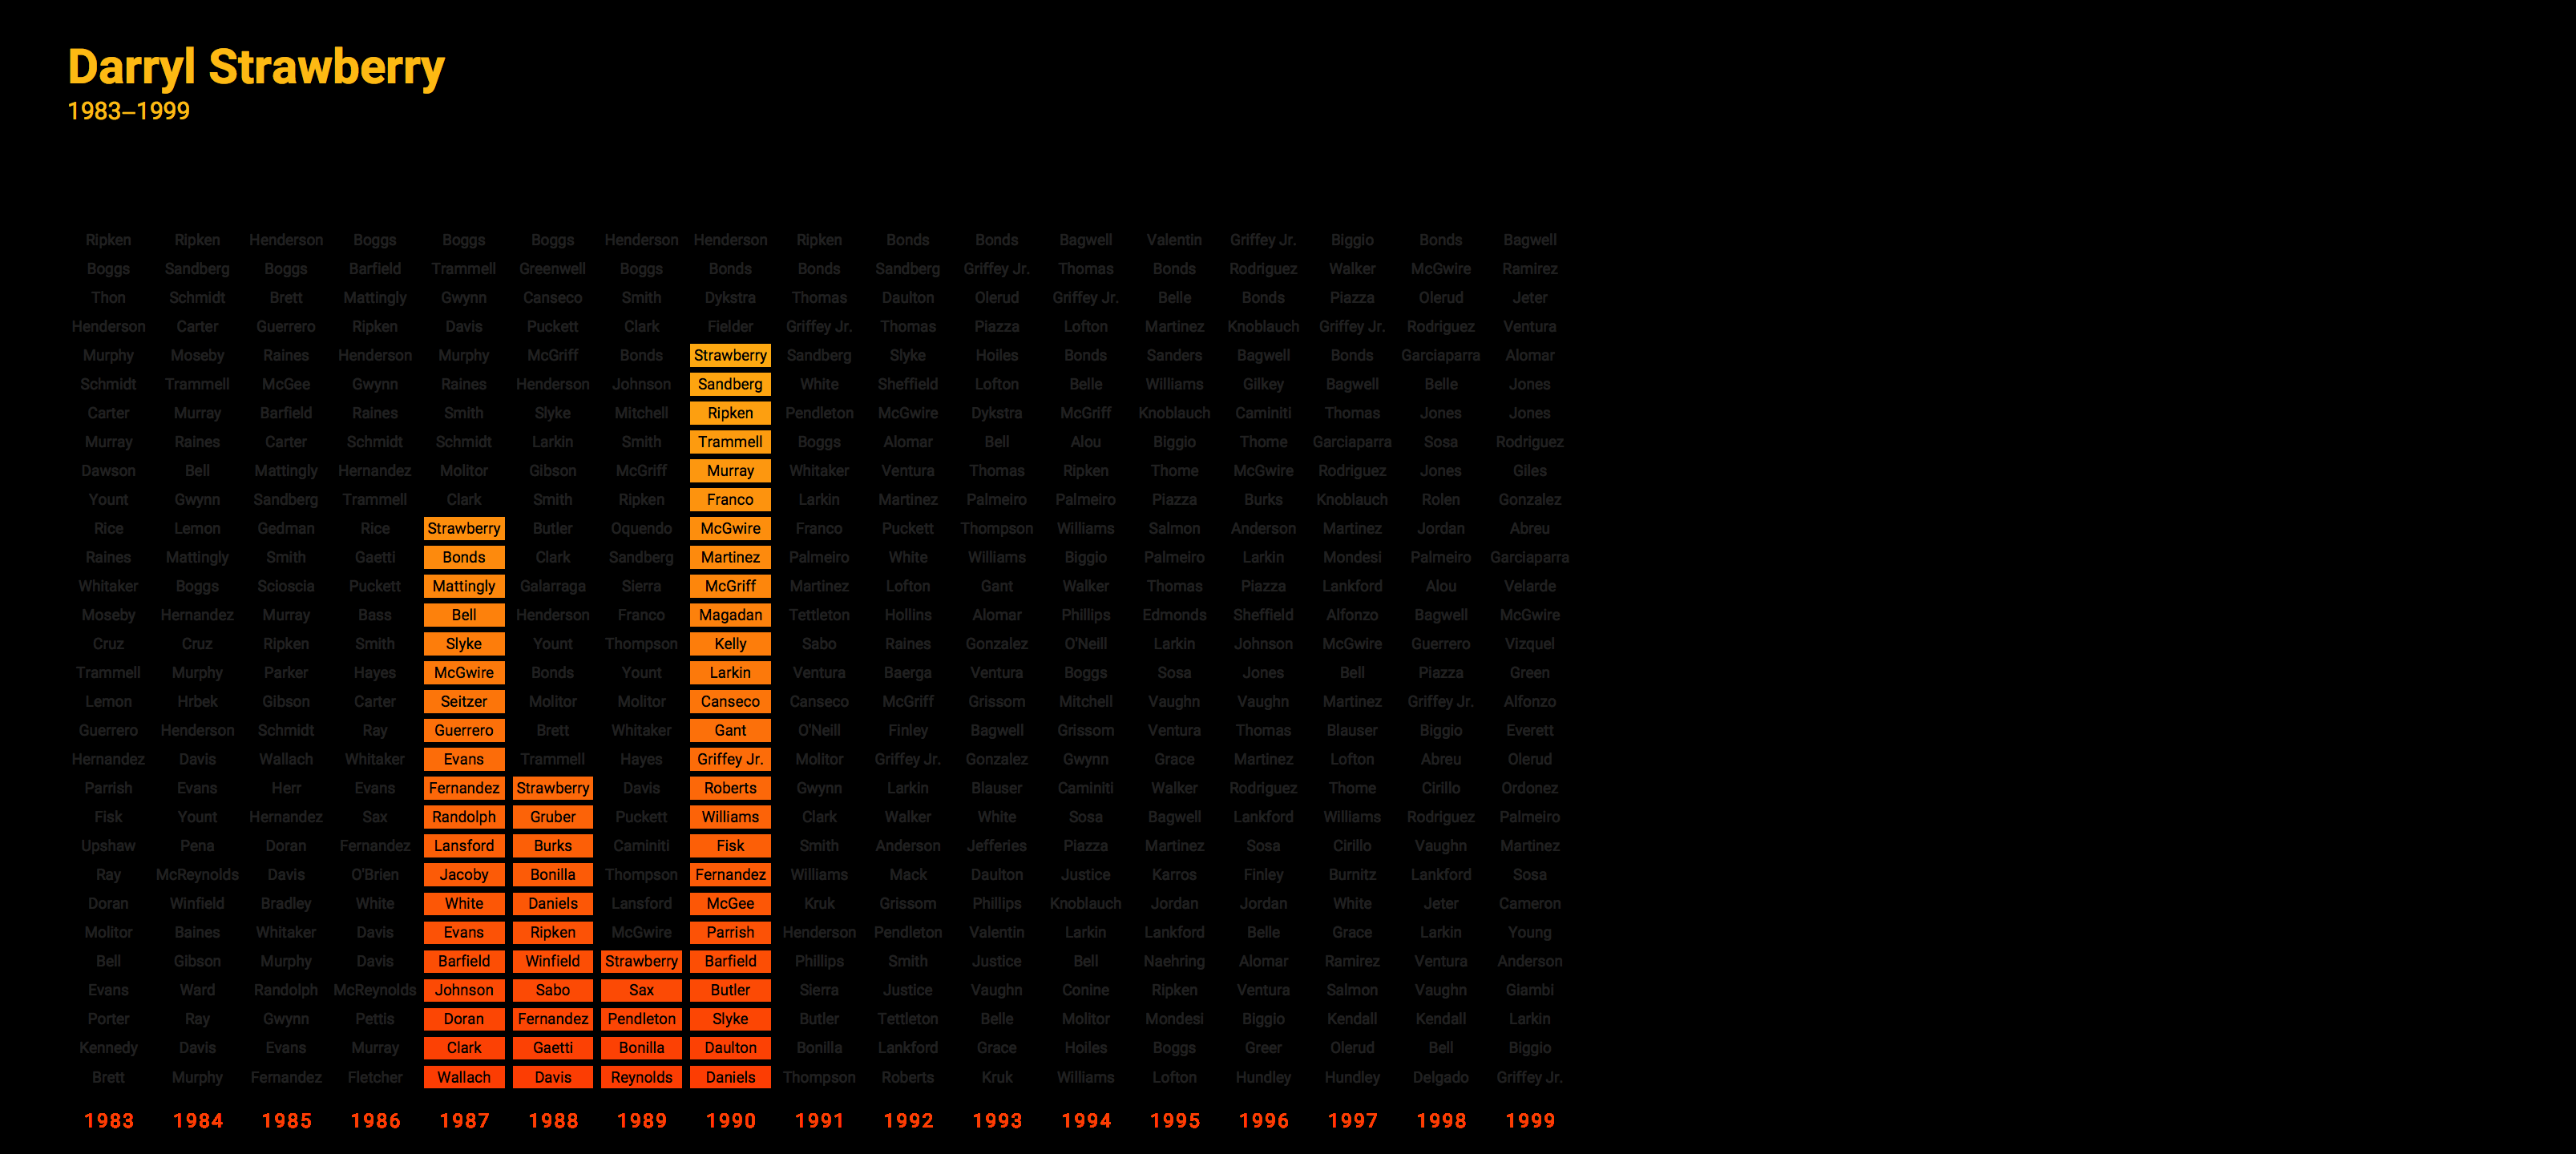 Darryl Strawberry
1983–1999
Ripken Ripken Henderson Boggs Boggs Boggs Henderson Henderson Ripken Bonds Bonds Bagwell Valentin Griffey Jr. Biggio Bonds Bagwell
Boggs Sandberg Boggs Barfield Trammell Greenwell Boggs Bonds Bonds Sandberg Griffey Jr. Thomas Bonds Rodriguez Walker McGwire Ramirez
Thon Schmidt Brett Mattingly Gwynn Canseco Smith Dykstra Thomas Daulton Olerud Griffey Jr. Belle Bonds Piazza Olerud Jeter
Henderson Carter Guerrero Ripken Davis Puckett Clark Fielder Griffey Jr. Thomas Piazza Lofton Martinez Knoblauch Griffey Jr. Rodriguez Ventura
Murphy Moseby Raines Henderson Murphy McGriff Bonds Strawberry Sandberg Slyke Hoiles Bonds Sanders Bagwell Bonds Garciaparra Alomar
Schmidt Trammell McGee Gwynn Raines Henderson Johnson Sandberg White Sheffield Lofton Belle Williams Gilkey Bagwell Belle Jones
Carter Murray Barfield Raines Smith Slyke Mitchell Ripken Pendleton McGwire Dykstra McGriff Knoblauch Caminiti Thomas Jones Jones
Murray Raines Carter Schmidt Schmidt Larkin Smith Trammell Boggs Alomar Bell Alou Biggio Thome Garciaparra Sosa Rodriguez
Dawson Bell Mattingly Hernandez Molitor Gibson McGriff Murray Whitaker Ventura Thomas Ripken Thome McGwire Rodriguez Jones Giles
Yount Gwynn Sandberg Trammell Clark Smith Ripken Franco Larkin Martinez Palmeiro Palmeiro Piazza Burks Knoblauch Rolen Gonzalez
Rice Lemon Gedman Rice Strawberry Butler Oquendo McGwire Franco Puckett Thompson Williams Salmon Anderson Martinez Jordan Abreu
Raines Mattingly Smith Gaetti Bonds Clark Sandberg Martinez Palmeiro White Williams Biggio Palmeiro Larkin Mondesi Palmeiro Garciaparra
Whitaker Boggs Scioscia Puckett Mattingly Galarraga Sierra McGriff Martinez Lofton Gant Walker Thomas Piazza Lankford Alou Velarde
Moseby Hernandez Murray Bass Bell Henderson Franco Magadan Tettleton Hollins Alomar Phillips Edmonds Sheffield Alfonzo Bagwell McGwire
Cruz Cruz Ripken Smith Slyke Yount Thompson Kelly Sabo Raines Gonzalez O'Neill Larkin Johnson McGwire Guerrero Vizquel
Trammell Murphy Parker Hayes McGwire Bonds Yount Larkin Ventura Baerga Ventura Boggs Sosa Jones Bell Piazza Green
Lemon Hrbek Gibson Carter Seitzer Molitor Molitor Canseco Canseco McGriff Grissom Mitchell Vaughn Vaughn Martinez Griffey Jr. Alfonzo
Guerrero Henderson Schmidt Ray Guerrero Brett Whitaker Gant O'Neill Finley Bagwell Grissom Ventura Thomas Blauser Biggio Everett
Hernandez Davis Wallach Whitaker Evans Trammell Hayes Griffey Jr. Molitor Griffey Jr. Gonzalez Gwynn Grace Martinez Lofton Abreu Olerud
Parrish Evans Herr Evans Fernandez Strawberry Davis Roberts Gwynn Larkin Blauser Caminiti Walker Rodriguez Thome Cirillo Ordonez
Fisk Yount Hernandez Sax Randolph Gruber Puckett Williams Clark Walker White Sosa Bagwell Lankford Williams Rodriguez Palmeiro
Upshaw Pena Doran Fernandez Lansford Burks Caminiti Fisk Smith Anderson Jefferies Piazza Martinez Sosa Cirillo Vaughn Martinez
Ray McReynolds Davis O'Brien Jacoby Bonilla Thompson Fernandez Williams Mack Daulton Justice Karros Finley Burnitz Lankford Sosa
Doran Winfield Bradley White White Daniels Lansford McGee Kruk Grissom Phillips Knoblauch Jordan Jordan White Jeter Cameron
Molitor Baines Whitaker Davis Evans Ripken McGwire Parrish Henderson Pendleton Valentin Larkin Lankford Belle Grace Larkin Young
Bell Gibson Murphy Davis Barfield Winfield Strawberry Barfield Phillips Smith Justice Bell Naehring Alomar Ramirez Ventura Anderson
Evans Ward Randolph McReynolds Johnson Sabo Sax Butler Sierra Justice Vaughn Conine Ripken Ventura Salmon Vaughn Giambi
Porter Ray Gwynn Pettis Doran Fernandez Pendleton Slyke Butler Tettleton Belle Molitor Mondesi Biggio Kendall Kendall Larkin
Kennedy Davis Evans Murray Clark Gaetti Bonilla Daulton Bonilla Lankford Grace Hoiles Boggs Greer Olerud Bell Biggio
Brett Murphy Fernandez Fletcher Wallach Davis Reynolds Daniels Thompson Roberts Kruk Williams Lofton Hundley Hundley Delgado Griffey Jr.
1983 1984 1985 1986 1987 1988 1989 1990 1991 1992 1993 1994 1995 1996 1997 1998 1999